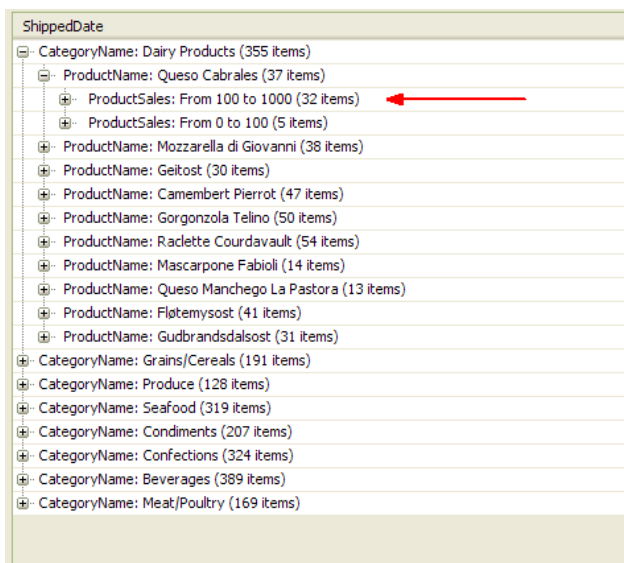 ShippedDate
CategoryName: Dairy Products (355 items)
ProductName: Queso Cabrales (37 items)
ProductSales: From 100 to 1000 (32 items)
ProductSales: From 0 to 100 (5 items)
ProductName: Mozzarella di Giovanni (38 items)
ProductName: Geitost (30 items)
ProductName: Camembert Pierrot (47 items)
ProductName: Gorgonzola Telino (50 items)
ProductName: Raclette Courdavault (54 items)
ProductName: Mascarpone Fabioli (14 items)
ProductName: Queso Manchego La Pastora (13 items)
ProductName: Fløtemysost (41 items)
ProductName: Gudbrandsdalsost (31 items)
CategoryName: Grains/Cereals (191 items)
CategoryName: Produce (128 items)
CategoryName: Seafood (319 items)
CategoryName: Condiments (207 items)
CategoryName: Confections (324 items)
CategoryName: Beverages (389 items)
CategoryName: Meat/Poultry (169 items)